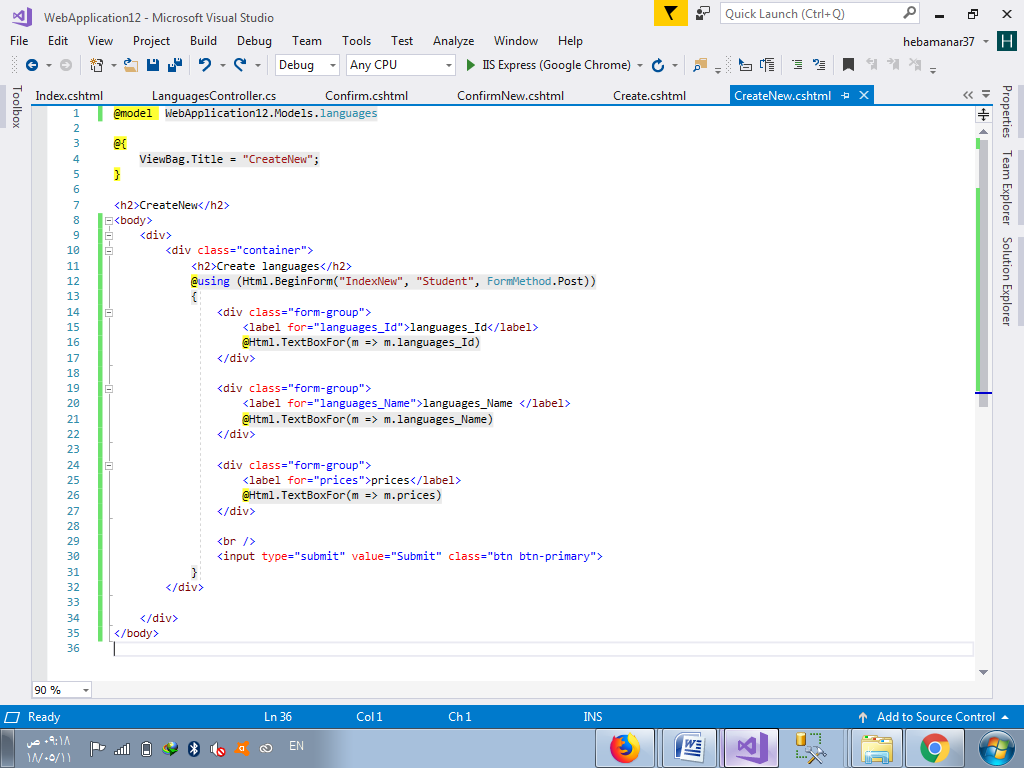 WebApplication12 - Microsoft Visual Studio
Quick Launch (Ctrl+Q)
File Edit View Project Build Debug Team Tools Test Analyze Window Help
hebamanar37
H
Debug
Any CPU
IIS Express (Google Chrome)
Toolbox
Index.cshtml LanguagesController.cs Confirm.cshtml ConfirmNew.cshtml Create.cshtml CreateNew.cshtml
Properties
Team Explorer
Solution Explorer
1 @model WebApplication12.Models.languages
2
3 @{
4 ViewBag.Title = "CreateNew";
5 }
6
7 <h2>CreateNew</h2>
8 <body>
9 <div>
10 <div class="container">
11 <h2>Create languages</h2>
12 @using (Html.BeginForm("IndexNew", "Student", FormMethod.Post))
13 {
14 <div class="form-group">
15 <label for="languages_Id">languages_Id</label>
16 @Html.TextBoxFor(m => m.languages_Id)
17 </div>
18
19 <div class="form-group">
20 <label for="languages_Name">languages_Name </label>
21 @Html.TextBoxFor(m => m.languages_Name)
22 </div>
23
24 <div class="form-group">
25 <label for="prices">prices</label>
26 @Html.TextBoxFor(m => m.prices)
27 </div>
28
29 <br />
30 <input type="submit" value="Submit" class="btn btn-primary">
31 }
32 </div>
33
34 </div>
35 </body>
36
90 %
Ready Ln 36 Col 1 Ch 1 INS Add to Source Control
٠٩:١٨ ص
١٨/٠٥/١١
EN